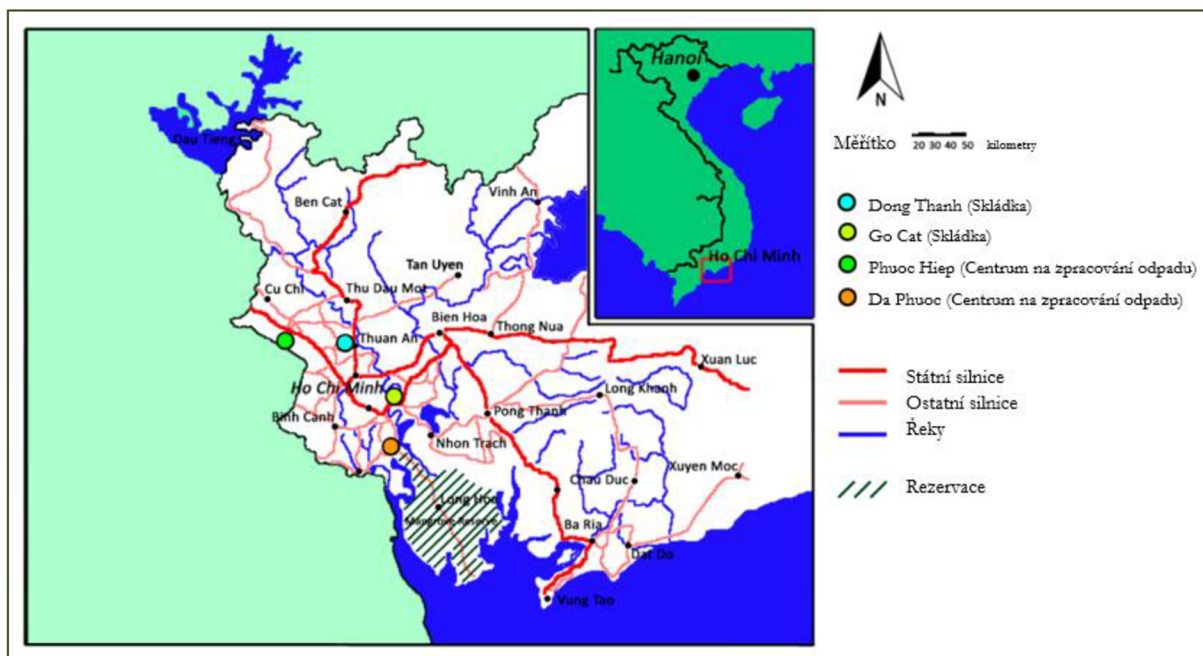 Dau Tieng
Ben Cat
Vinh An
Tan Uyen
Cu Chi
Thu Dau Mot
Bien Hoa
Thong Nua
Thuan An
Xuan Luc
Ho Chi Minh
Long Khanh
Binh Canh
Pong Thanh
Nhon Trach
Xuyen Moc
Chau Duc
Long Hoa
Mangrove Reserve
Ba Ria
Dat Do
Vung Tao
Hanoi
Ho Chi Minh
N
Měřítko 20 30 40 50 kilometry
Dong Thanh (Skládka)
Go Cat (Skládka)
Phuoc Hiep (Centrum na zpracování odpadu)
Da Phuoc (Centrum na zpracování odpadu)
Státní silnice
Ostatní silnice
Řeky
Rezervace